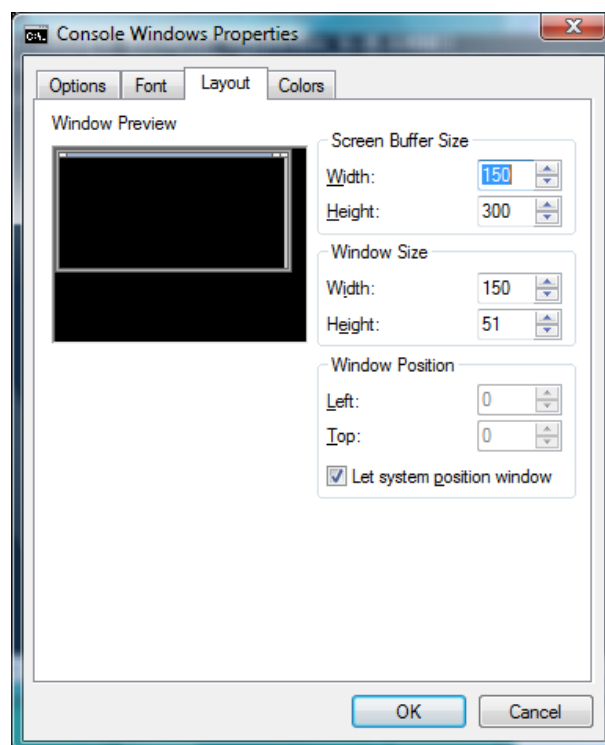 C:\.
Console Windows Properties
X
Options Font Layout Colors
Window Preview
Screen Buffer Size
Width: 150
Height: 300
Window Size
Width: 150
Height: 51
Window Position
Left: 0
Top: 0
Let system position window
OK Cancel